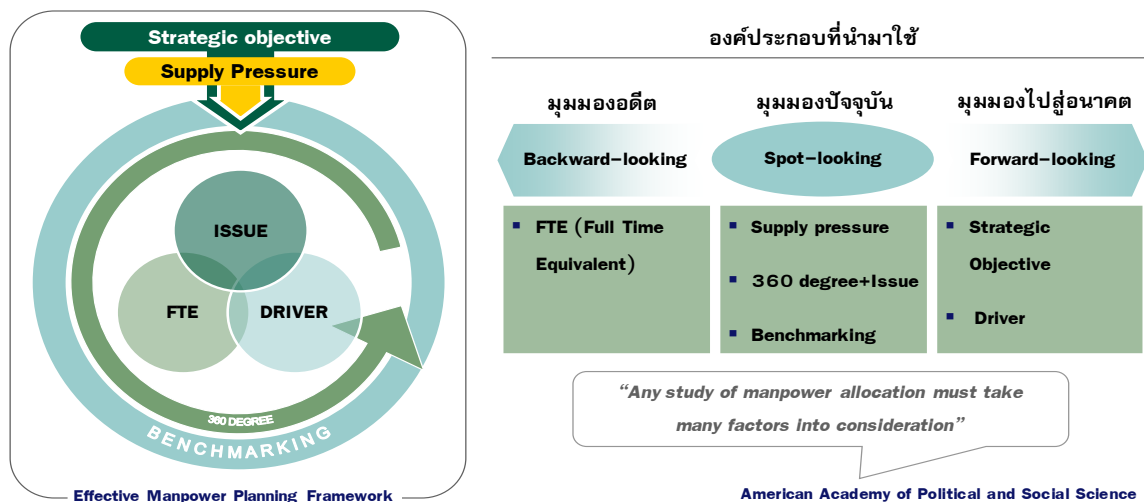 Strategic objective
Supply Pressure
ISSUE
FTE
DRIVER
360 DEGREE
BENCHMARKING
Effective Manpower Planning Framework
องค์ประกอบที่นำมาใช้
มุมมองอดีต
มุมมองปัจจุบัน
มุมมองไปสู่อนาคต
Backward-looking
Spot-looking
Forward-looking
▪ FTE (Full Time
Equivalent)
▪ Supply pressure
▪ 360 degree+Issue
▪ Benchmarking
▪ Strategic
Objective
▪ Driver
“Any study of manpower allocation must take
many factors into consideration”
American Academy of Political and Social Science